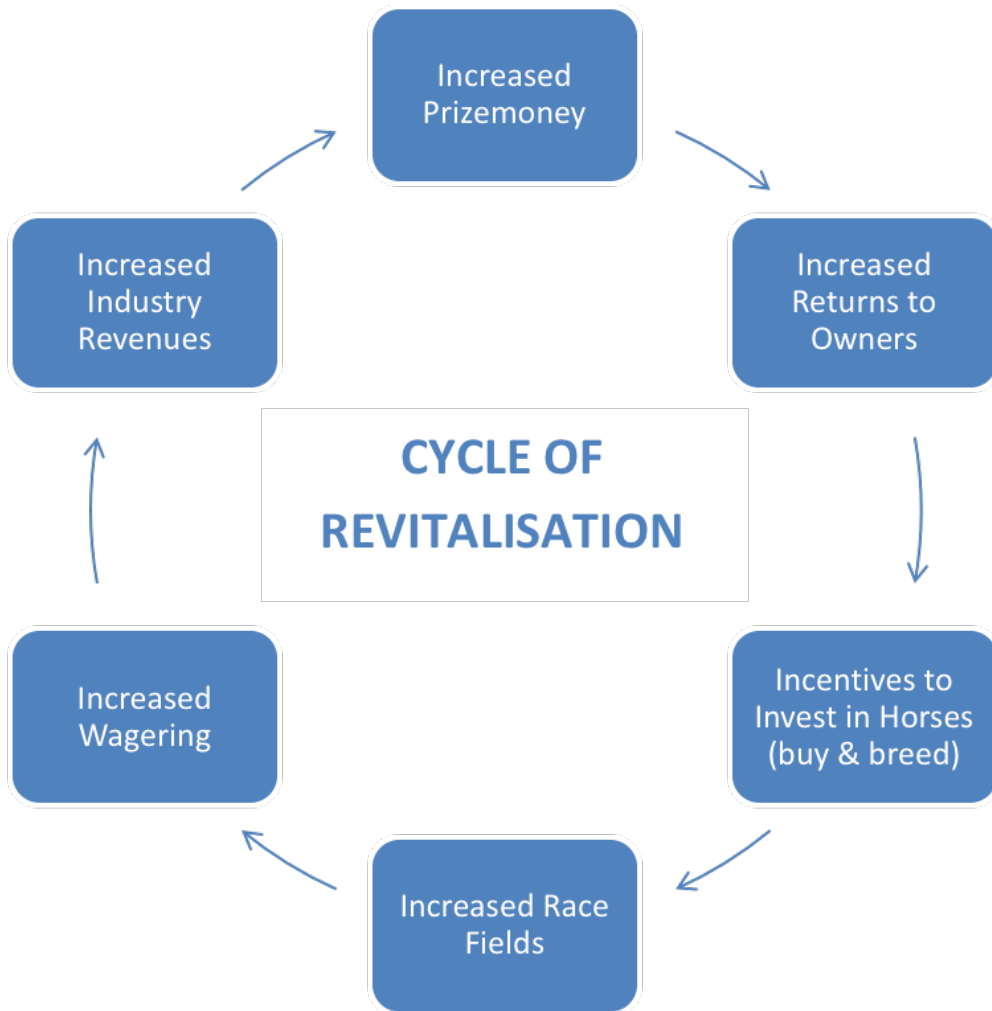 Increased
Prizemoney
Increased
Returns to
Owners
Incentives to
Invest in Horses
(buy & breed)
Increased Race
Fields
Increased
Wagering
Increased
Industry
Revenues
CYCLE OF
REVITALISATION